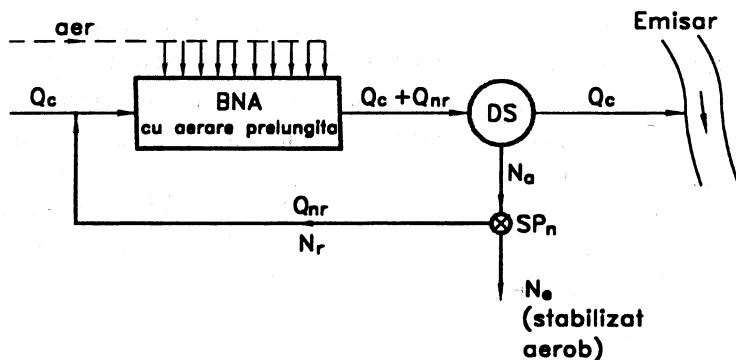 Emisar
aer
Qc
BNA
cu aerare prelungita
Qc +Qnr
DS
Qc
Na
Qnr
Nr
SPn
Ne
(stabilizat
aerob)